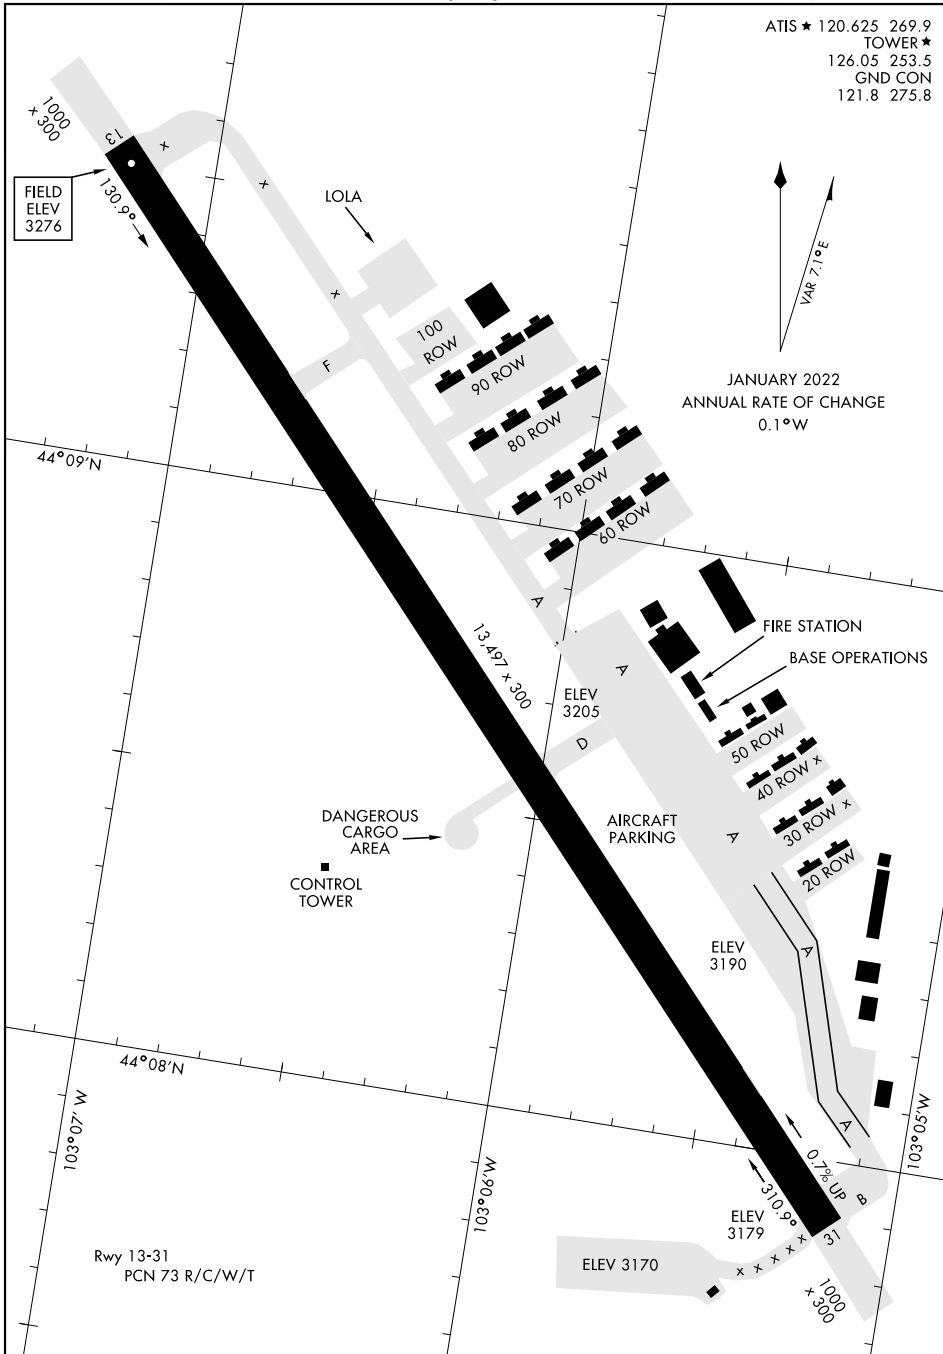 ATIS ★ 120.625 269.9
TOWER ★
126.05 253.5
GND CON
121.8 275.8
1000
x 300
13
FIELD
ELEV
3276
130.9°
x
x
x
LOLA
VAR 7.1° E
JANUARY 2022
ANNUAL RATE OF CHANGE
0.1° W
100
ROW
90 ROW
F
80 ROW
44° 09' N
70 ROW
60 ROW
A
13,497 x 300
FIRE STATION
BASE OPERATIONS
A
ELEV
3205
D
50 ROW
40 ROW x
30 ROW x
20 ROW
DANGEROUS
CARGO
AREA
AIRCRAFT
PARKING
A
CONTROL
TOWER
ELEV
3190
A
44° 08' N
103° 07' W
103° 06' W
103° 05' W
A
0.7% UP
310.9°
B
ELEV
3179
31
x x x x x
ELEV 3170
1000
x 300
Rwy 13-31
PCN 73 R/C/W/T